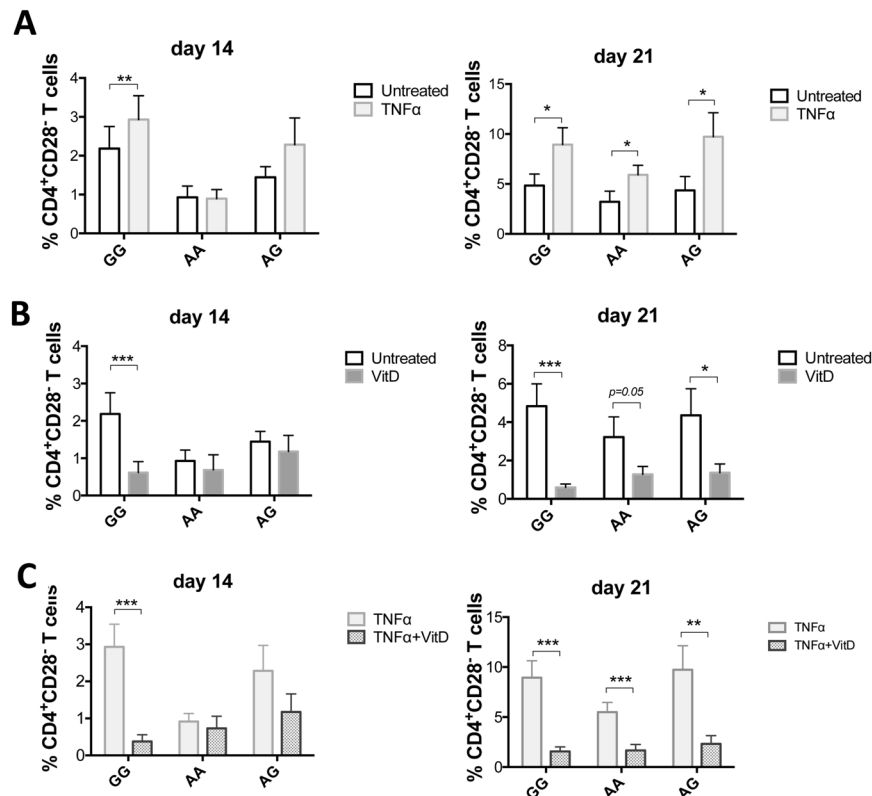 A
day 14
% CD4+CD28- T cells
4
3
2
1
0
**
GG
AA
AG
Untreated
TNFα
day 21
% CD4+CD28- T cells
15
10
5
0
*
*
*
GG
AA
AG
Untreated
TNFα
B
day 14
% CD4+CD28- T cells
4
3
2
1
0
***
GG
AA
AG
Untreated
VitD
day 21
% CD4+CD28- T cells
8
6
4
2
0
***
p=0.05
*
GG
AA
AG
Untreated
VitD
C
day 14
% CD4+CD28- T cells
4
3
2
1
0
***
GG
AA
AG
TNFα
TNFα+VitD
day 21
% CD4+CD28- T cells
15
10
5
0
***
***
**
GG
AA
AG
TNFα
TNFα+VitD